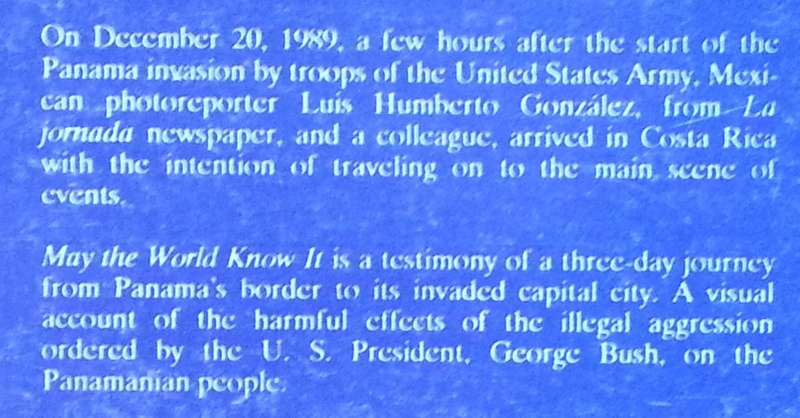 On December 20, 1989, a few hours after the start of the
Panama invasion by troops of the United States Army, Mexi-
can photoreporter Luis Humberto González, from La
jornada newspaper, and a colleague, arrived in Costa Rica
with the intention of traveling on to the main scene of
events.
May the World Know It is a testimony of a three-day journey
from Panama's border to its invaded capital city. A visual
account of the harmful effects of the illegal aggression
ordered by the U. S. President, George Bush, on the
Panamanian people.